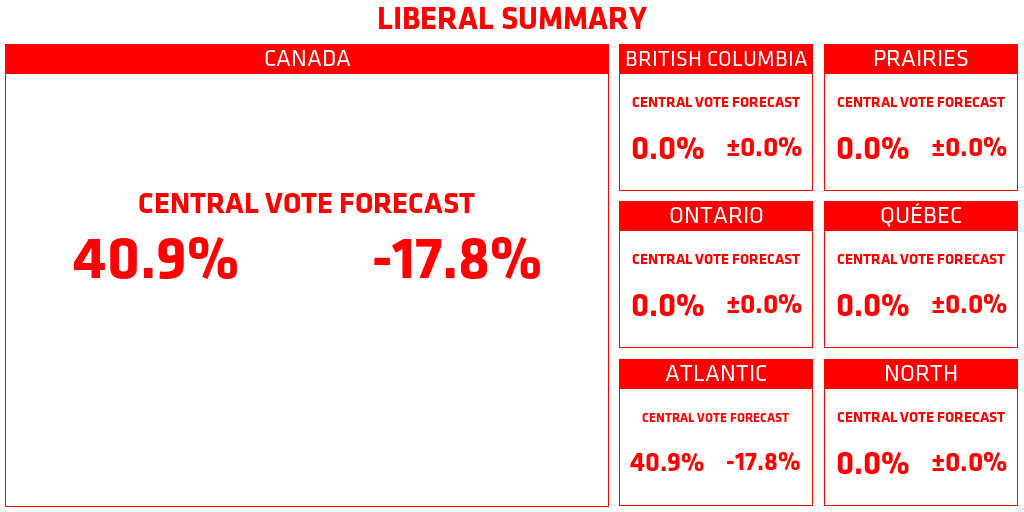 LIBERAL SUMMARY
CANADA
CENTRAL VOTE FORECAST
40.9% -17.8%
BRITISH COLUMBIA
CENTRAL VOTE FORECAST
0.0% ±0.0%
PRAIRIES
CENTRAL VOTE FORECAST
0.0% ±0.0%
ONTARIO
CENTRAL VOTE FORECAST
0.0% ±0.0%
QUÉBEC
CENTRAL VOTE FORECAST
0.0% ±0.0%
ATLANTIC
CENTRAL VOTE FORECAST
40.9% -17.8%
NORTH
CENTRAL VOTE FORECAST
0.0% ±0.0%